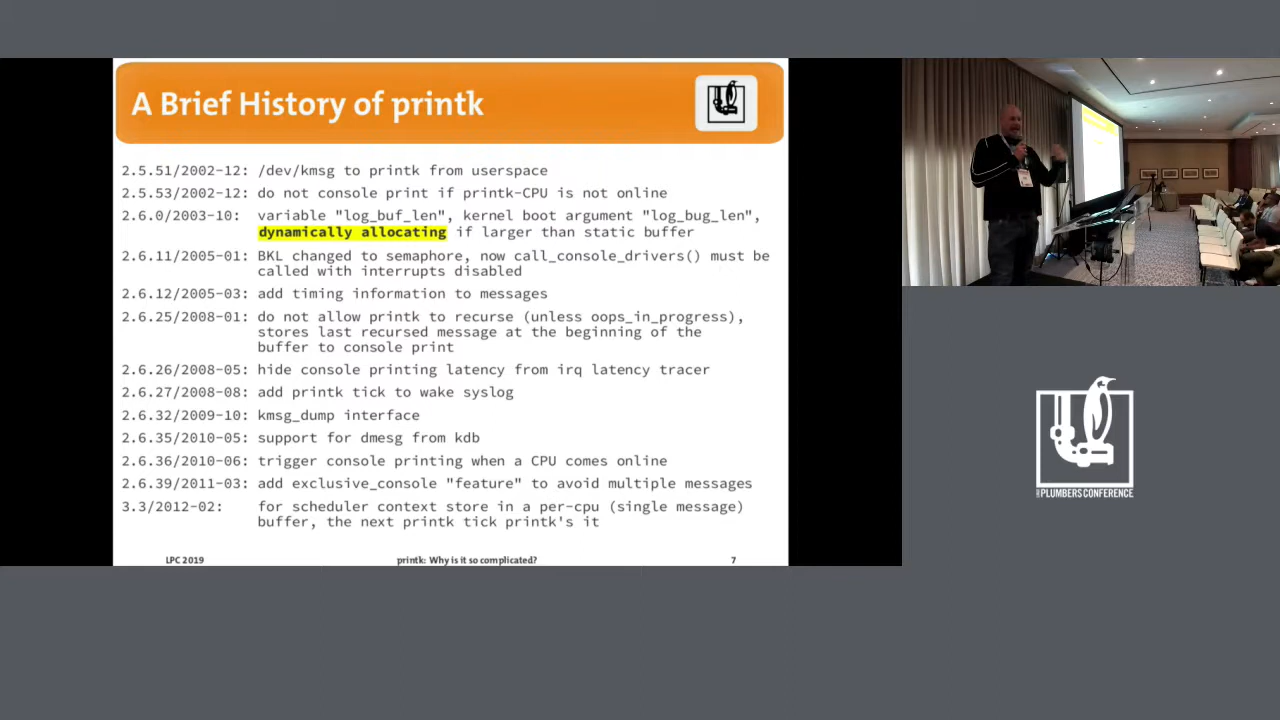 A Brief History of printk
2.5.51/2002-12: /dev/kmsg to printk from userspace
2.5.53/2002-12: do not console print if printk-CPU is not online
2.6.0/2003-10: variable "log_buf_len", kernel boot argument "log_bug_len",
dynamically allocating if larger than static buffer
2.6.11/2005-01: BKL changed to semaphore, now call_console_drivers() must be
called with interrupts disabled
2.6.12/2005-03: add timing information to messages
2.6.25/2008-01: do not allow printk to recurse (unless oops_in_progress),
stores last recursed message at the beginning of the
buffer to console print
2.6.26/2008-05: hide console printing latency from irq latency tracer
2.6.27/2008-08: add printk tick to wake syslog
2.6.32/2009-10: kmsg_dump interface
2.6.35/2010-05: support for dmesg from kdb
2.6.36/2010-06: trigger console printing when a CPU comes online
2.6.39/2011-03: add exclusive_console "feature" to avoid multiple messages
3.3/2012-02: for scheduler context store in a per-cpu (single message)
buffer, the next printk tick printk's it
LPC 2019 printk: Why is it so complicated? 7
PLUMBERS CONFERENCE